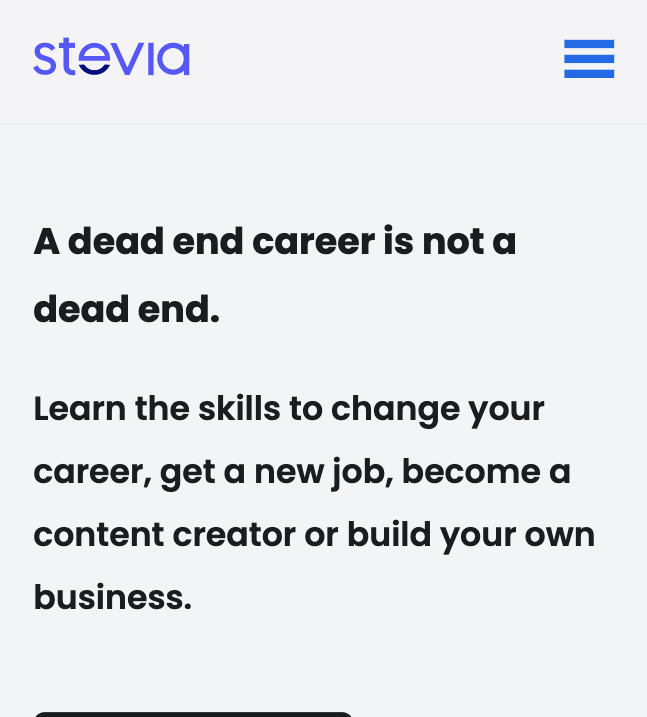 stevia
A dead end career is not a
dead end.
Learn the skills to change your
career, get a new job, become a
content creator or build your own
business.